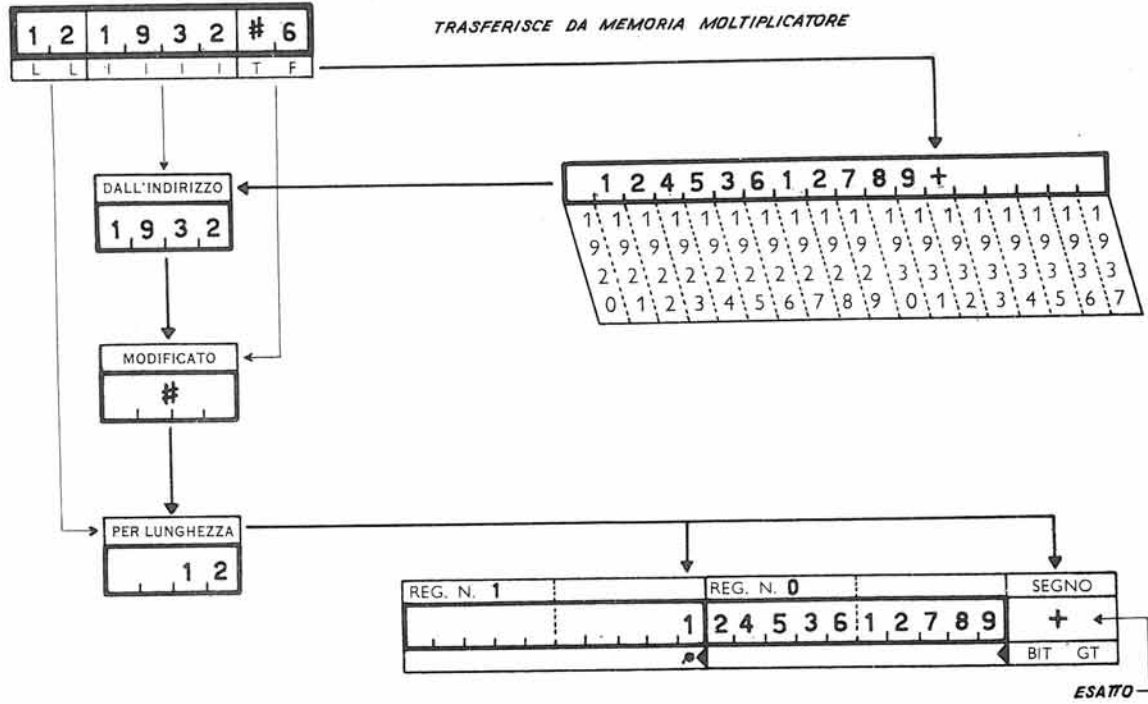 TRASFERISCE DA MEMORIA MOLTIPLICATORE
1 2 1 9 3 2 # 6
L L I I I I T F
DALL'INDIRIZZO
1 9 3 2
1 2 4 5 3 6 1 2 7 8 9 +
1 1 1 1 1 1 1 1 1 1 1 1 1 1 1 1 1 1
9 9 9 9 9 9 9 9 9 9 9 9 9 9 9 9 9 9
2 2 2 2 2 2 2 2 2 2 3 3 3 3 3 3 3 3
0 1 2 3 4 5 6 7 8 9 0 1 2 3 4 5 6 7
MODIFICATO
#
PER LUNGHEZZA
1 2
REG. N. 1 REG. N. 0 SEGNO
1 2 4 5 3 6 1 2 7 8 9 +
BIT GT
ESATTO